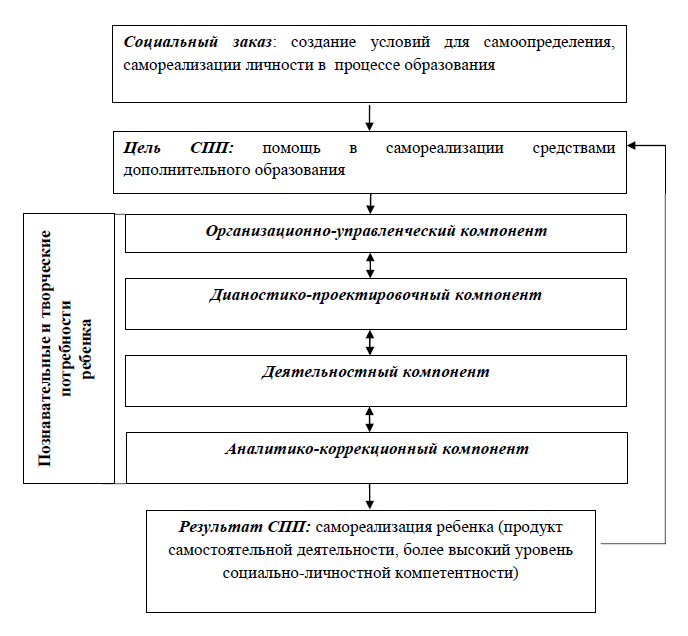 Социальный заказ: создание условий для самоопределения,
самореализации личности в процессе образования
Цель СПП: помощь в самореализации средствами
дополнительного образования
Познавательные и творческие
потребности
ребенка
Организационно-управленческий компонент
Дианостико-проектировочный компонент
Деятельностный компонент
Аналитико-коррекционный компонент
Результат СПП: самореализация ребенка (продукт
самостоятельной деятельности, более высокий уровень
социально-личностной компетентности)